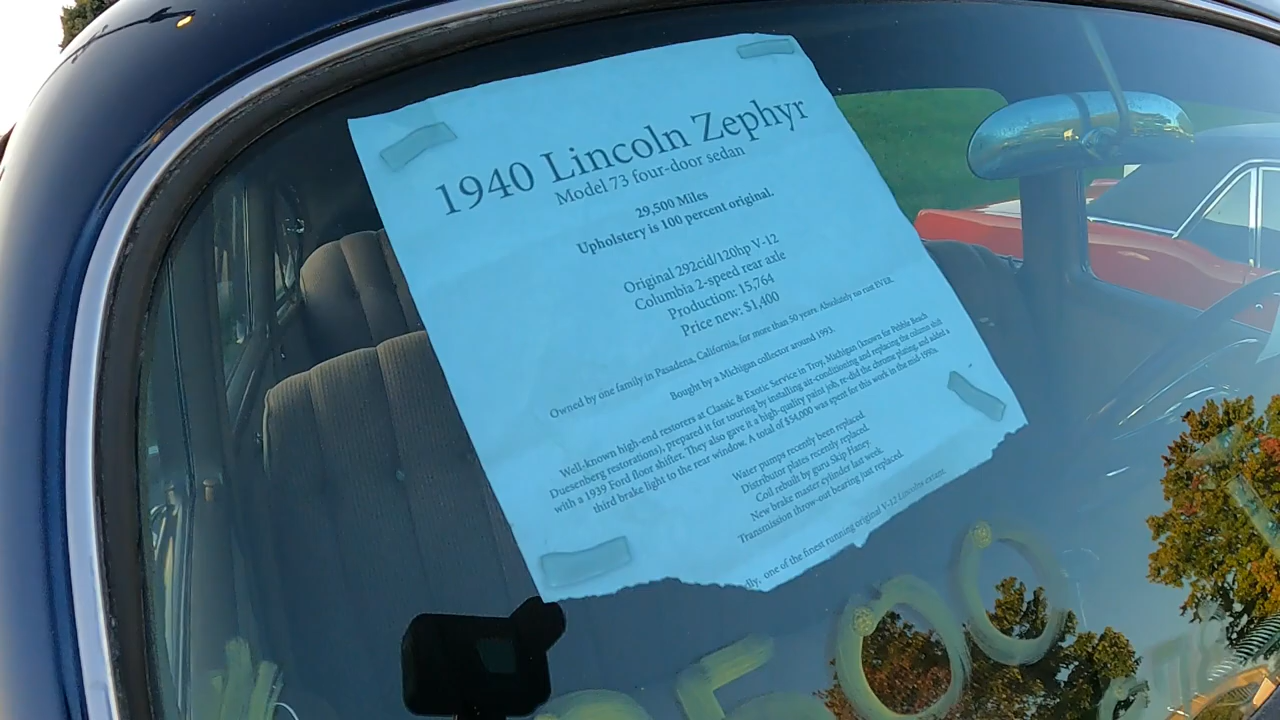 1940 Lincoln Zephyr
Model 73 four-door sedan
29,500 Miles
Upholstery is 100 percent original.
Original 292cid/120hp V-12
Columbia 2-speed rear axle
Production: 15,764
Price new: $1,400
Owned by one family in Pasadena, California, for more than 50 years. Absolutely no rust EVER.
Bought by a Michigan collector around 1993.
Well-known high-end restorers at Classic & Exotic Service in Troy, Michigan (known for Pebble Beach
Duesenberg restorations), prepared it for touring by installing air-conditioning and replacing the column shift
with a 1939 Ford floor shifter. They also gave it a high-quality paint job, re-did the chrome plating, and added a
third brake light to the rear window. A total of $54,000 was spent for this work in the mid-1990s.
Water pumps recently been replaced.
Distributor plates recently replaced.
Coil rebuilt by guru Skip Haney
New brake master cylinder last week.
Transmission throw-out bearing just replaced.
dly, one of the finest running original V-12 Lincolns extant.